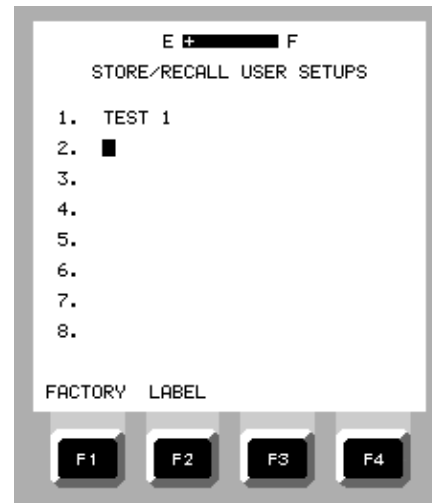 E + F
STORE/RECALL USER SETUPS
1. TEST 1
2.
3.
4.
5.
6.
7.
8.
FACTORY LABEL
F1 F2 F3 F4